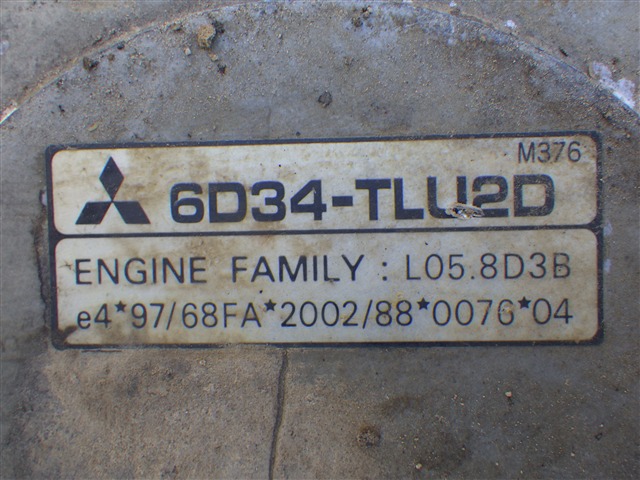 M376
6D34-TLU2D
ENGINE FAMILY : L05.8D3B
e4*97/68FA*2002/88*0076*04